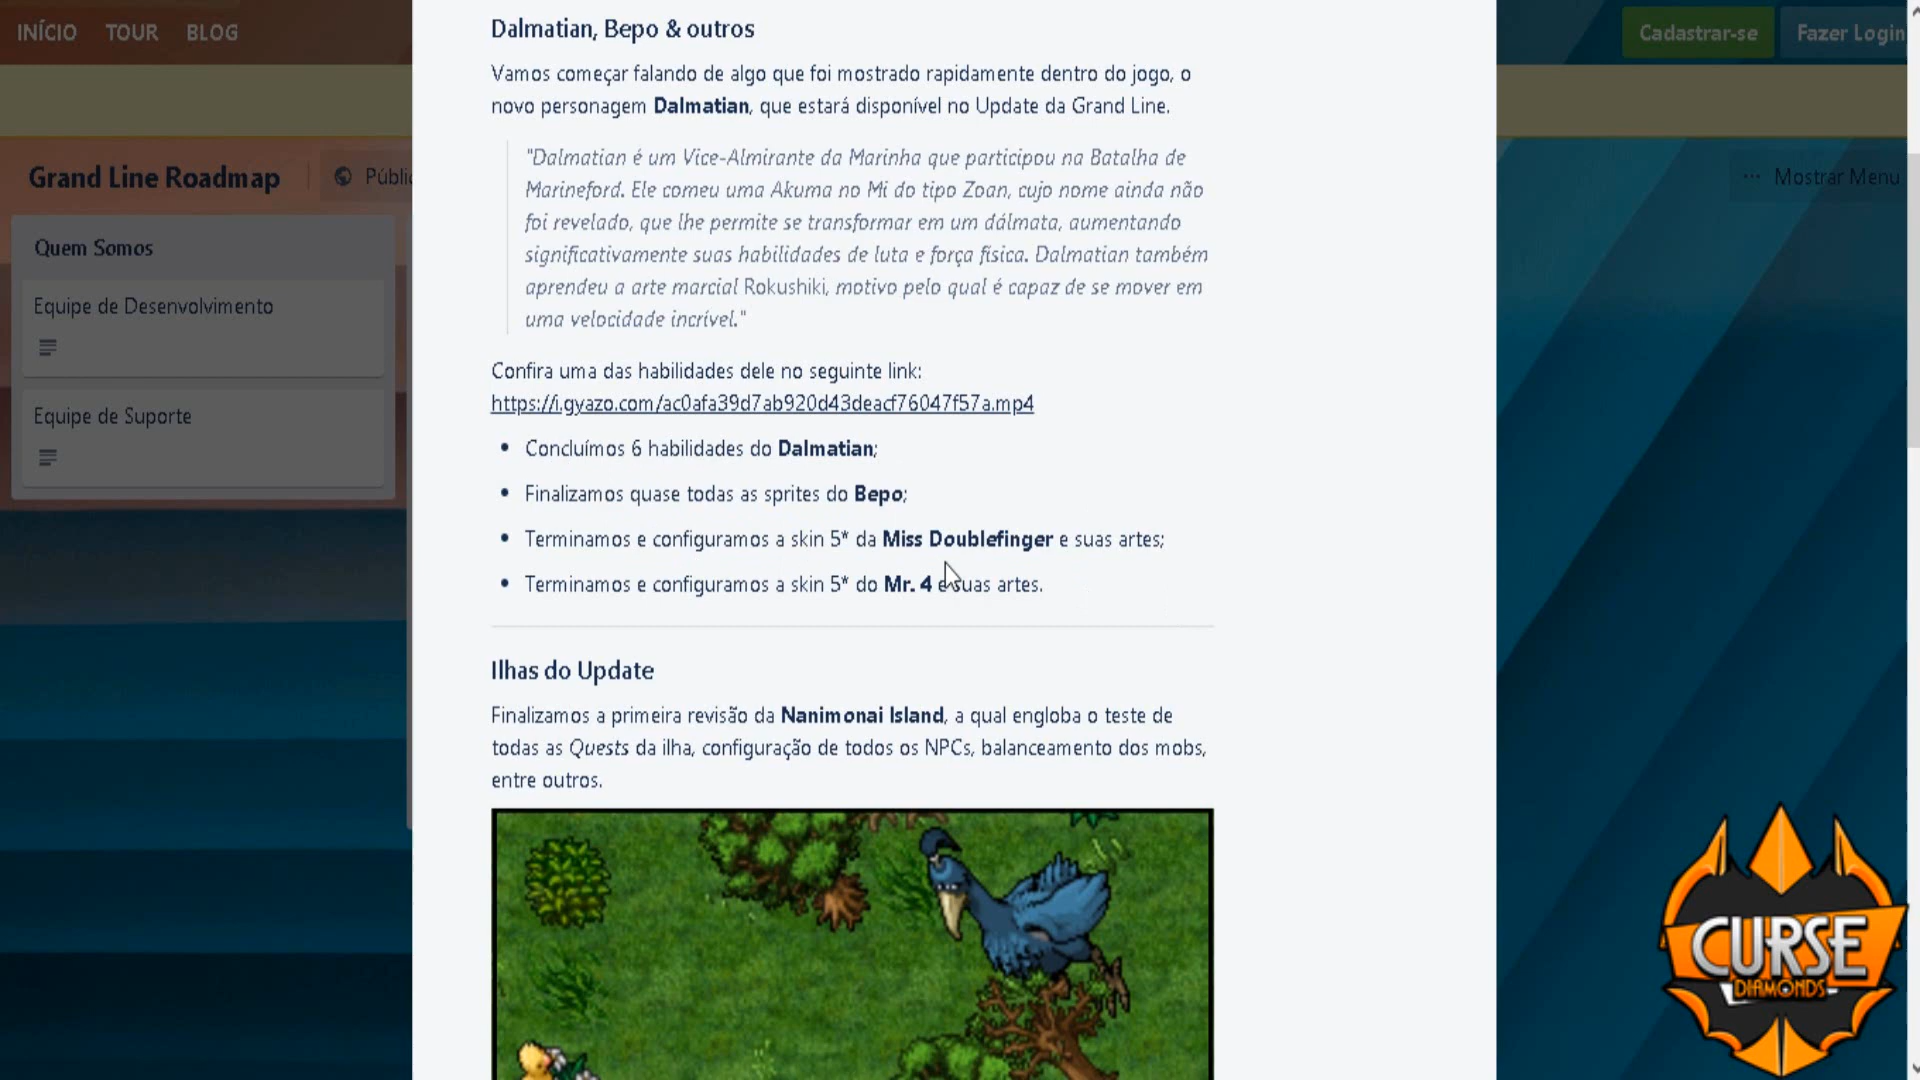 INÍCIO TOUR BLOG
Cadastrar-se Fazer Login
Grand Line Roadmap
Mostrar Menu
Quem Somos
Equipe de Desenvolvimento
Equipe de Suporte
Dalmatian, Bepo & outros
Vamos começar falando de algo que foi mostrado rapidamente dentro do jogo, o
novo personagem Dalmatian, que estará disponível no Update da Grand Line.
"Dalmatian é um Vice-Almirante da Marinha que participou na Batalha de
Marineford. Ele comeu uma Akuma no Mi do tipo Zoan, cujo nome ainda não
foi revelado, que lhe permite se transformar em um dálmata, aumentando
significativamente suas habilidades de luta e força física. Dalmatian também
aprendeu a arte marcial Rokushiki, motivo pelo qual é capaz de se mover em
uma velocidade incrível."
Confira uma das habilidades dele no seguinte link:
https://i.gyazo.com/ac0afa39d7ab920d43deacf76047f57a.mp4
• Concluímos 6 habilidades do Dalmatian;
• Finalizamos quase todas as sprites do Bepo;
• Terminamos e configuramos a skin 5* da Miss Doublefinger e suas artes;
• Terminamos e configuramos a skin 5* do Mr. 4 e suas artes.
Ilhas do Update
Finalizamos a primeira revisão da Nanimonai Island, a qual engloba o teste de
todas as Quests da ilha, configuração de todos os NPCs, balanceamento dos mobs,
entre outros.
CURSE
DIAMONDS